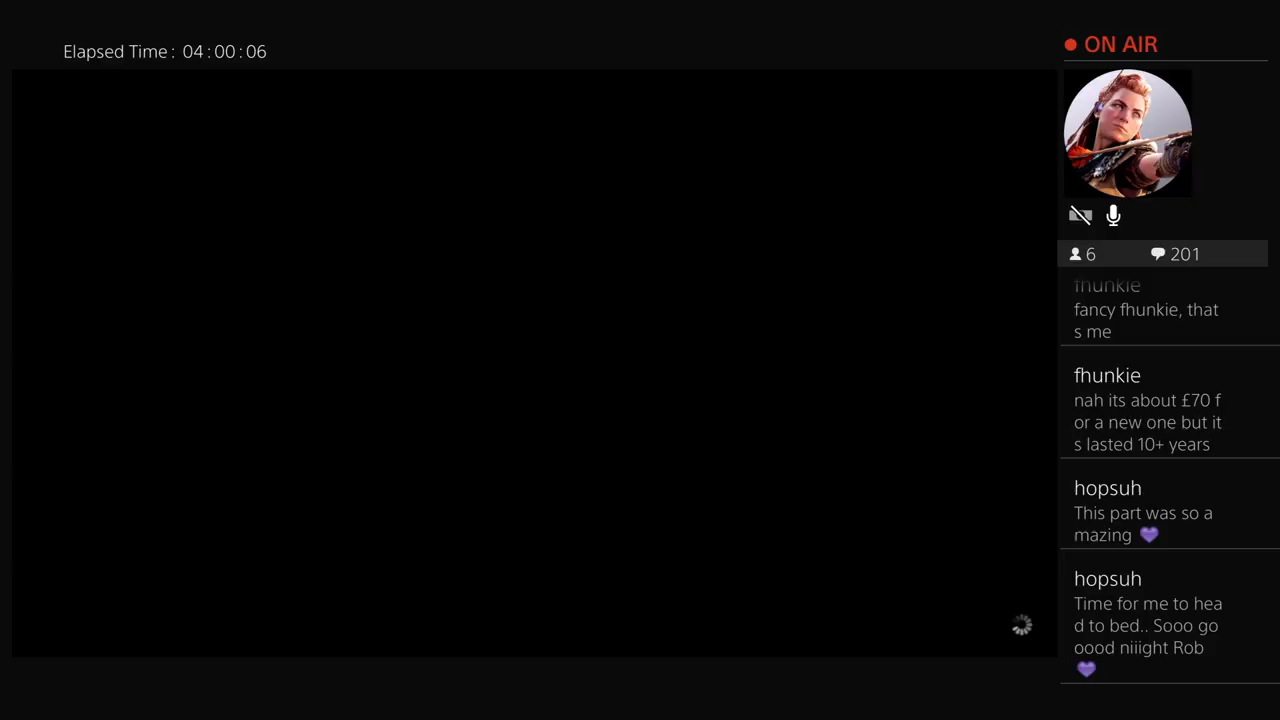 Elapsed Time : 04:00:06
ON AIR
6 201
fhunkie
fancy fhunkie, that
s me
fhunkie
nah its about £70 f
or a new one but it
s lasted 10+ years
hopsuh
This part was so a
mazing 💜
hopsuh
Time for me to hea
d to bed.. Sooo go
oood niiight Rob
💜